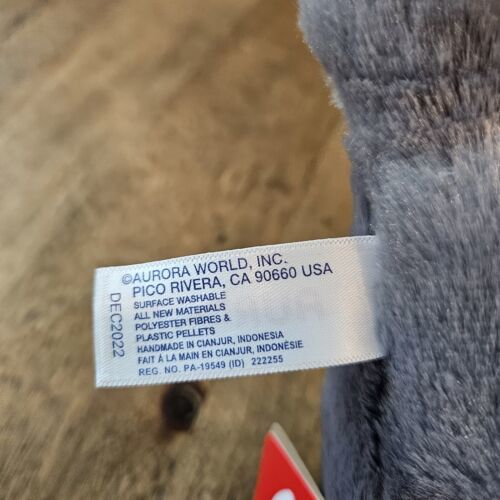 ©AURORA WORLD, INC.
PICO RIVERA, CA 90660 USA
SURFACE WASHABLE
ALL NEW MATERIALS
POLYESTER FIBRES &
PLASTIC PELLETS
HANDMADE IN CIANJUR, INDONESIA
FAIT À LA MAIN EN CIANJUR, INDONÉSIE
REG. NO. PA-19549 (ID) 222255
DEC2022